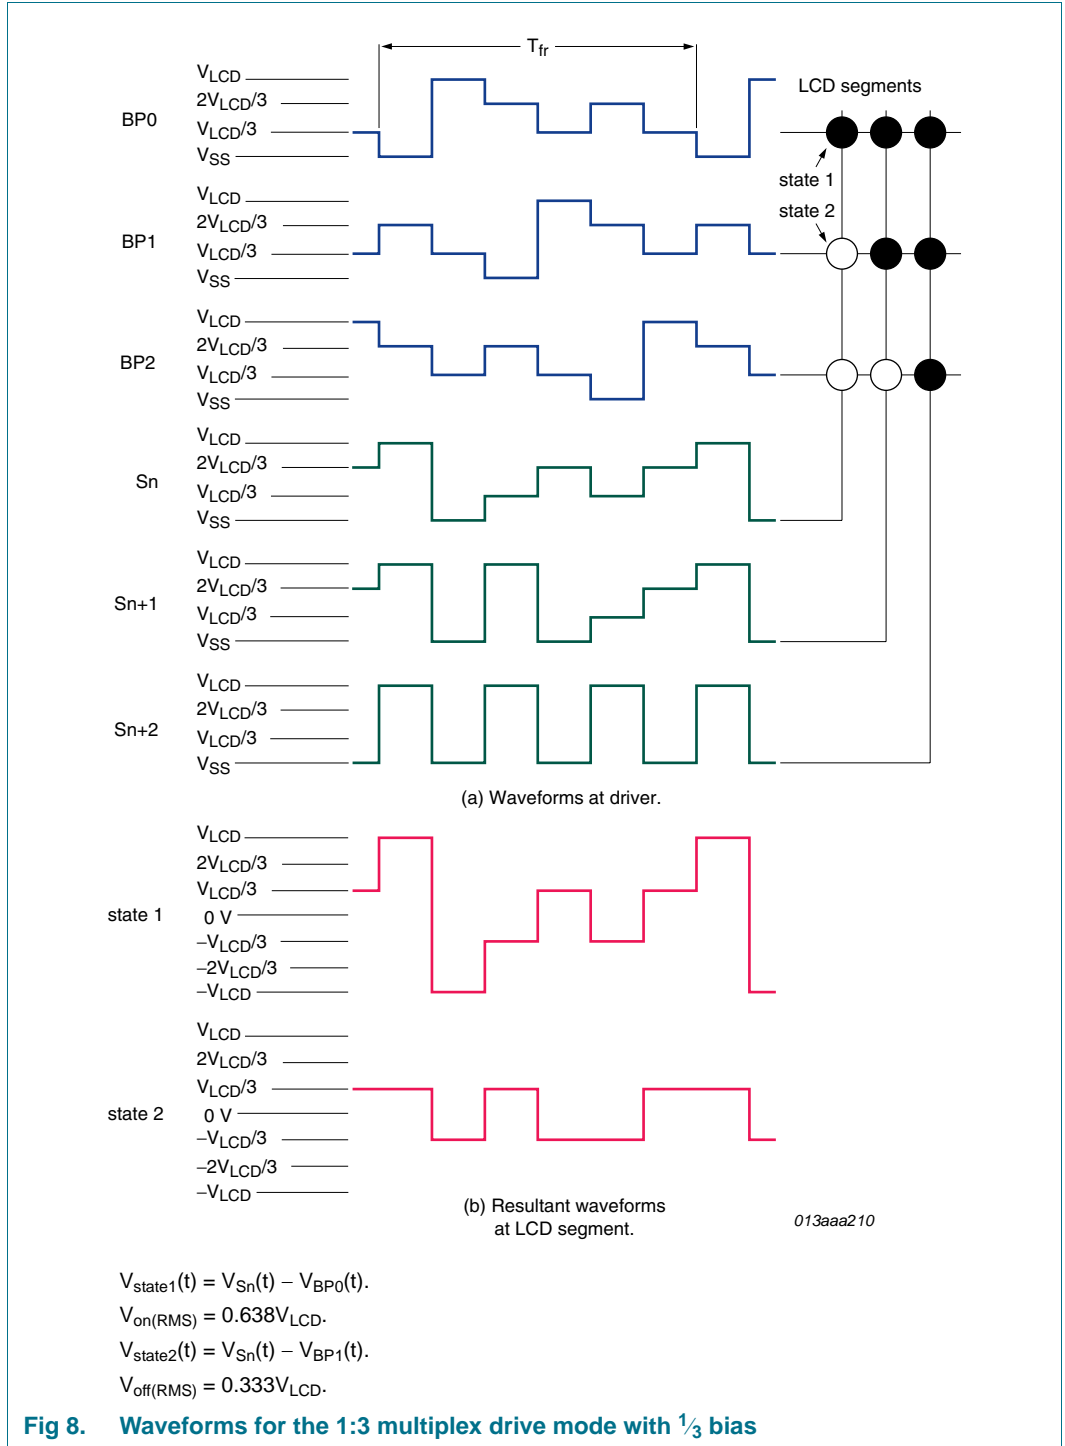 T_fr
LCD segments
BP0
V_LCD
2V_LCD/3
V_LCD/3
V_SS
state 1
state 2
BP1
V_LCD
2V_LCD/3
V_LCD/3
V_SS
BP2
V_LCD
2V_LCD/3
V_LCD/3
V_SS
Sn
V_LCD
2V_LCD/3
V_LCD/3
V_SS
Sn+1
V_LCD
2V_LCD/3
V_LCD/3
V_SS
Sn+2
V_LCD
2V_LCD/3
V_LCD/3
V_SS
(a) Waveforms at driver.
state 1
V_LCD
2V_LCD/3
V_LCD/3
0 V
−V_LCD/3
−2V_LCD/3
−V_LCD
state 2
V_LCD
2V_LCD/3
V_LCD/3
0 V
−V_LCD/3
−2V_LCD/3
−V_LCD
(b) Resultant waveforms
at LCD segment.
013aaa210
V_state1(t) = V_Sn(t) − V_BP0(t).
V_on(RMS) = 0.638V_LCD.
V_state2(t) = V_Sn(t) − V_BP1(t).
V_off(RMS) = 0.333V_LCD.
Fig 8. Waveforms for the 1:3 multiplex drive mode with 1⁄3 bias